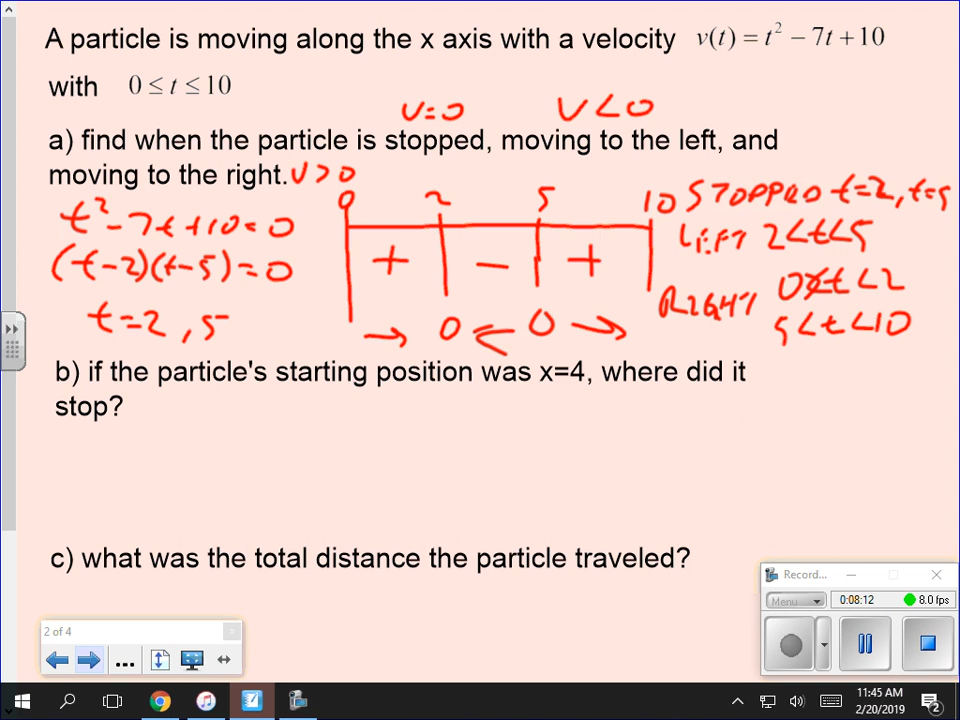 A particle is moving along the x axis with a velocity v(t) = t² − 7t + 10
with 0 ≤ t ≤ 10
v=0 v<0
a) find when the particle is stopped, moving to the left, and
moving to the right. v>0
0 2 5 10
t² − 7t + 10 = 0
(t−2)(t−5) = 0
t = 2, 5
+ − +
→ 0 ← 0 →
STOPPED t=2, t=5
LEFT 2<t<5
RIGHT 0<t<2
5<t<10
b) if the particle's starting position was x=4, where did it
stop?
c) what was the total distance the particle traveled?
Record...
Menu 0:08:12 8.0 fps
2 of 4
11:45 AM
2/20/2019
2